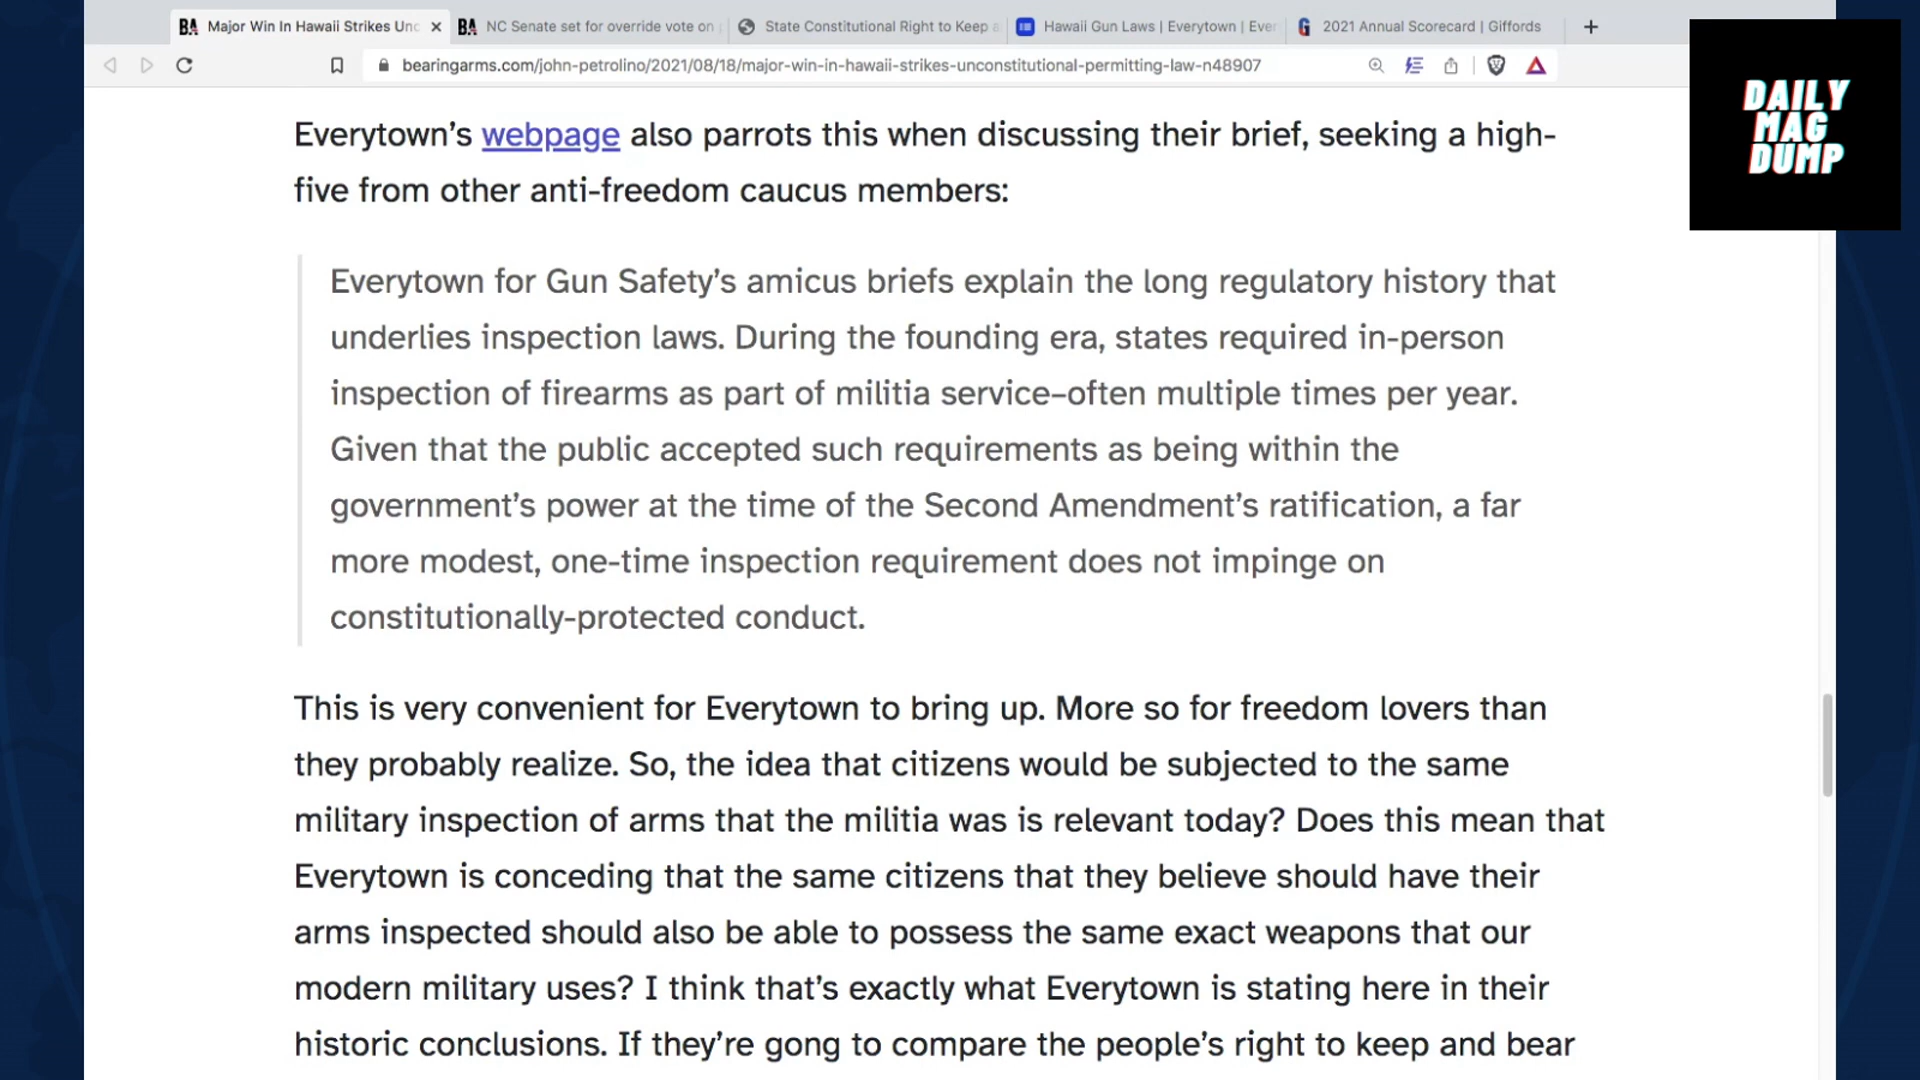 Major Win In Hawaii Strikes Unc
NC Senate set for override vote on
State Constitutional Right to Keep a
Hawaii Gun Laws | Everytown | Ever
2021 Annual Scorecard | Giffords
bearingarms.com/john-petrolino/2021/08/18/major-win-in-hawaii-strikes-unconstitutional-permitting-law-n48907
DAILY
MAG
DUMP
Everytown’s webpage also parrots this when discussing their brief, seeking a high-
five from other anti-freedom caucus members:
Everytown for Gun Safety’s amicus briefs explain the long regulatory history that
underlies inspection laws. During the founding era, states required in-person
inspection of firearms as part of militia service–often multiple times per year.
Given that the public accepted such requirements as being within the
government’s power at the time of the Second Amendment’s ratification, a far
more modest, one-time inspection requirement does not impinge on
constitutionally-protected conduct.
This is very convenient for Everytown to bring up. More so for freedom lovers than
they probably realize. So, the idea that citizens would be subjected to the same
military inspection of arms that the militia was is relevant today? Does this mean that
Everytown is conceding that the same citizens that they believe should have their
arms inspected should also be able to possess the same exact weapons that our
modern military uses? I think that’s exactly what Everytown is stating here in their
historic conclusions. If they’re gong to compare the people’s right to keep and bear